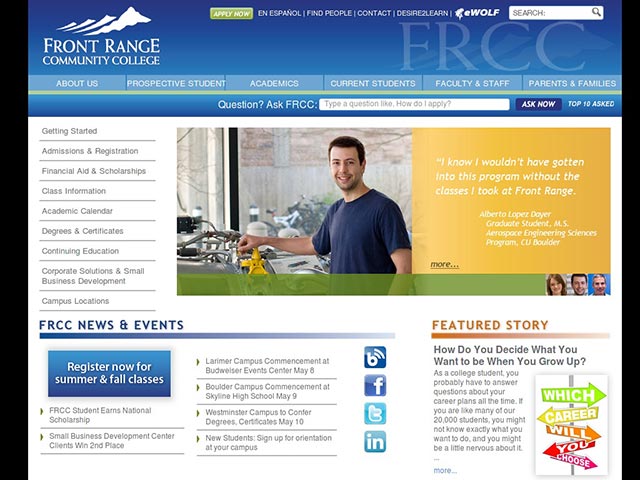 FRONT RANGE
COMMUNITY COLLEGE
APPLY NOW
EN ESPAÑOL | FIND PEOPLE | CONTACT | DESIRE2LEARN | eWOLF
SEARCH
FRCC
ABOUT US
PROSPECTIVE STUDENT
ACADEMICS
CURRENT STUDENTS
FACULTY & STAFF
PARENTS & FAMILIES
Question? Ask FRCC:
Type a question like, How do I apply?
ASK NOW
TOP 10 ASKED
Getting Started
Admissions & Registration
Financial Aid & Scholarships
Class Information
Academic Calendar
Degrees & Certificates
Continuing Education
Corporate Solutions & Small
Business Development
Campus Locations
"I know I wouldn't have gotten
into this program without the
classes I took at Front Range.
Alberto Lopez Dayer
Graduate Student, M.S.
Aerospace Engineering Sciences
Program, CU Boulder
more...
FRCC NEWS & EVENTS
Register now for
summer & fall classes
FRCC Student Earns National
Scholarship
Small Business Development Center
Clients Win 2nd Place
Larimer Campus Commencement at
Budweiser Events Center May 8
Boulder Campus Commencement at
Skyline High School May 9
Westminster Campus to Confer
Degrees, Certificates May 10
New Students: Sign up for orientation
at your campus
b
f
t
in
FEATURED STORY
How Do You Decide What You
Want to be When You Grow Up?
As a college student, you
probably have to answer
questions about your
career plans all the time. If
you are like many of our
20,000 students, you might
not know exactly what you
want to do, and you might
be a little nervous about it.
...
more...
WHICH
CAREER
WILL
YOU
CHOOSE